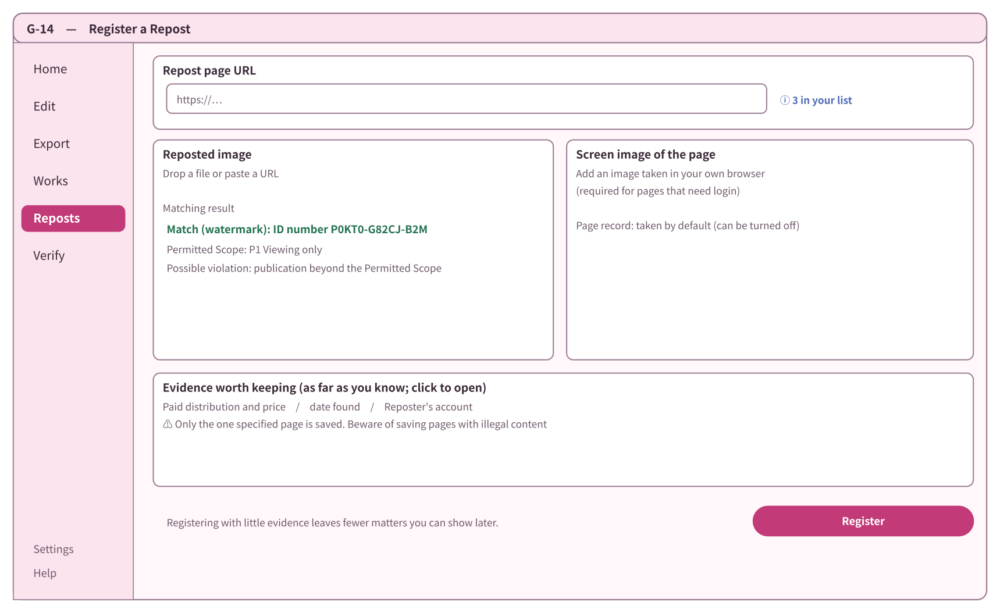 G-14 — Register a Repost
Home
Edit
Export
Works
Reposts
Verify
Settings
Help
Repost page URL
https://…
ⓘ 3 in your list
Reposted image
Drop a file or paste a URL
Matching result
Match (watermark): ID number P0KT0-G82CJ-B2M
Permitted Scope: P1 Viewing only
Possible violation: publication beyond the Permitted Scope
Screen image of the page
Add an image taken in your own browser
(required for pages that need login)
Page record: taken by default (can be turned off)
Evidence worth keeping (as far as you know; click to open)
Paid distribution and price / date found / Reposter's account
⚠ Only the one specified page is saved. Beware of saving pages with illegal content
Registering with little evidence leaves fewer matters you can show later.
Register